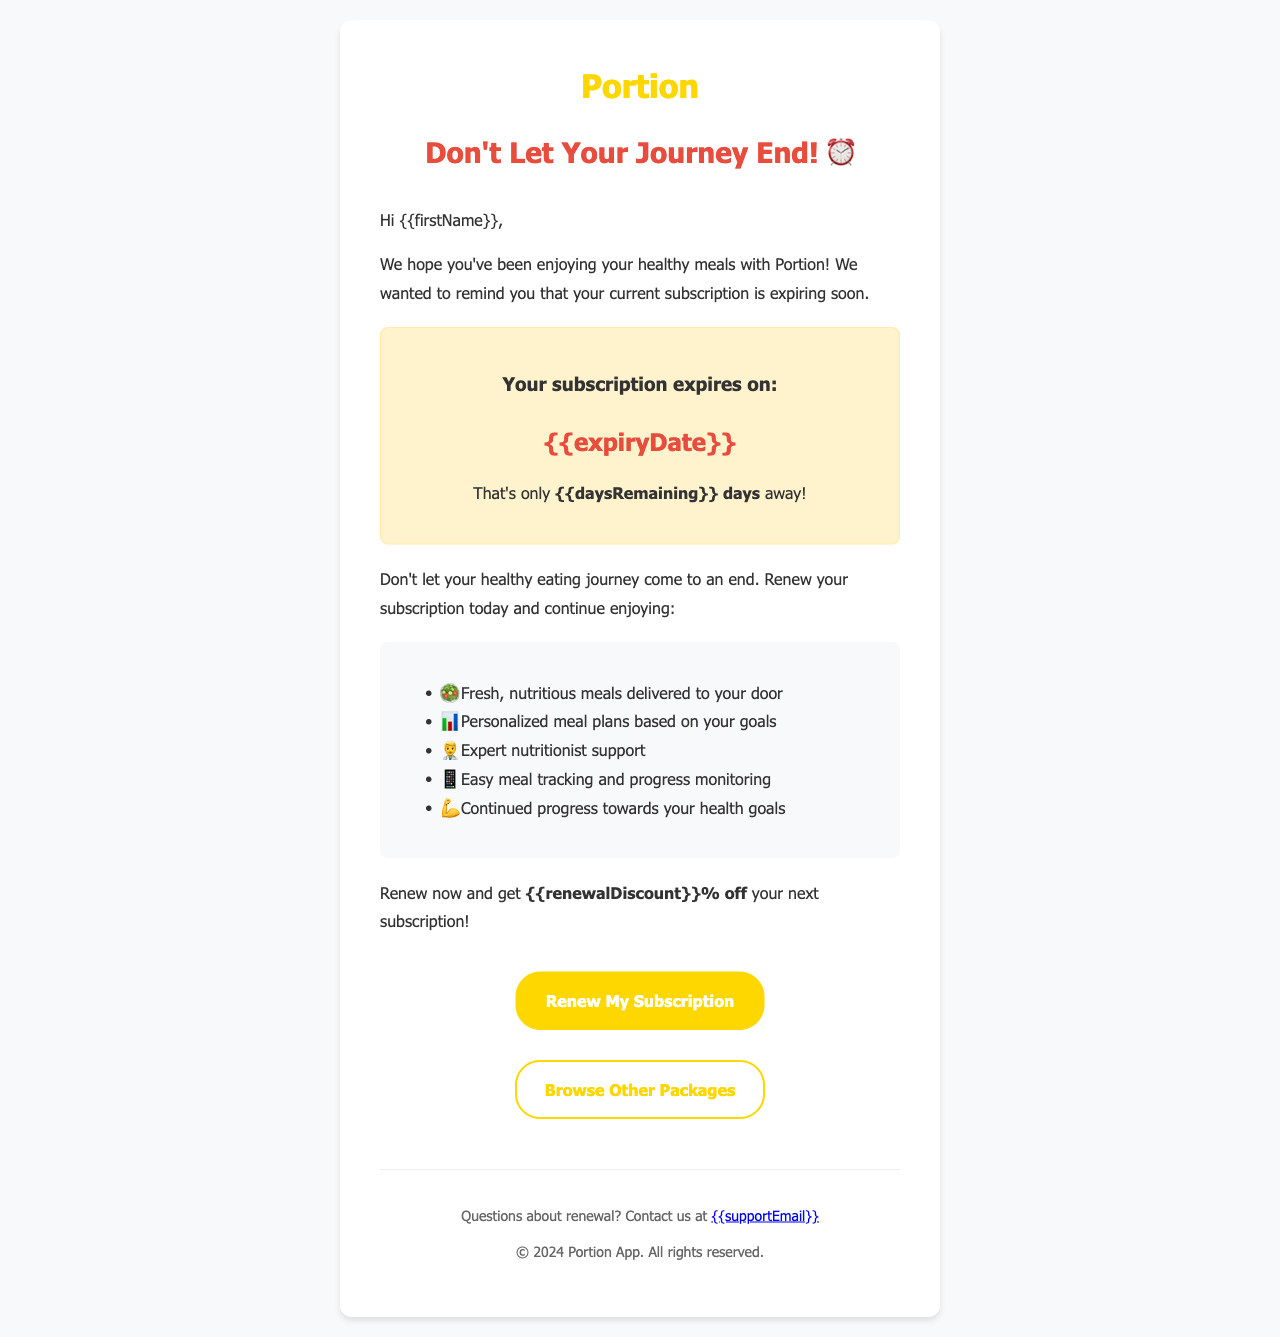 Portion
Don't Let Your Journey End! ⏰
Hi {{firstName}},
We hope you've been enjoying your healthy meals with Portion! We
wanted to remind you that your current subscription is expiring soon.
Your subscription expires on:
{{expiryDate}}
That's only {{daysRemaining}} days away!
Don't let your healthy eating journey come to an end. Renew your
subscription today and continue enjoying:
• 🥗Fresh, nutritious meals delivered to your door
• 📊Personalized meal plans based on your goals
• 👨‍⚕️Expert nutritionist support
• 📱Easy meal tracking and progress monitoring
• 💪Continued progress towards your health goals
Renew now and get {{renewalDiscount}}% off your next
subscription!
Renew My Subscription
Browse Other Packages
Questions about renewal? Contact us at {{supportEmail}}
© 2024 Portion App. All rights reserved.